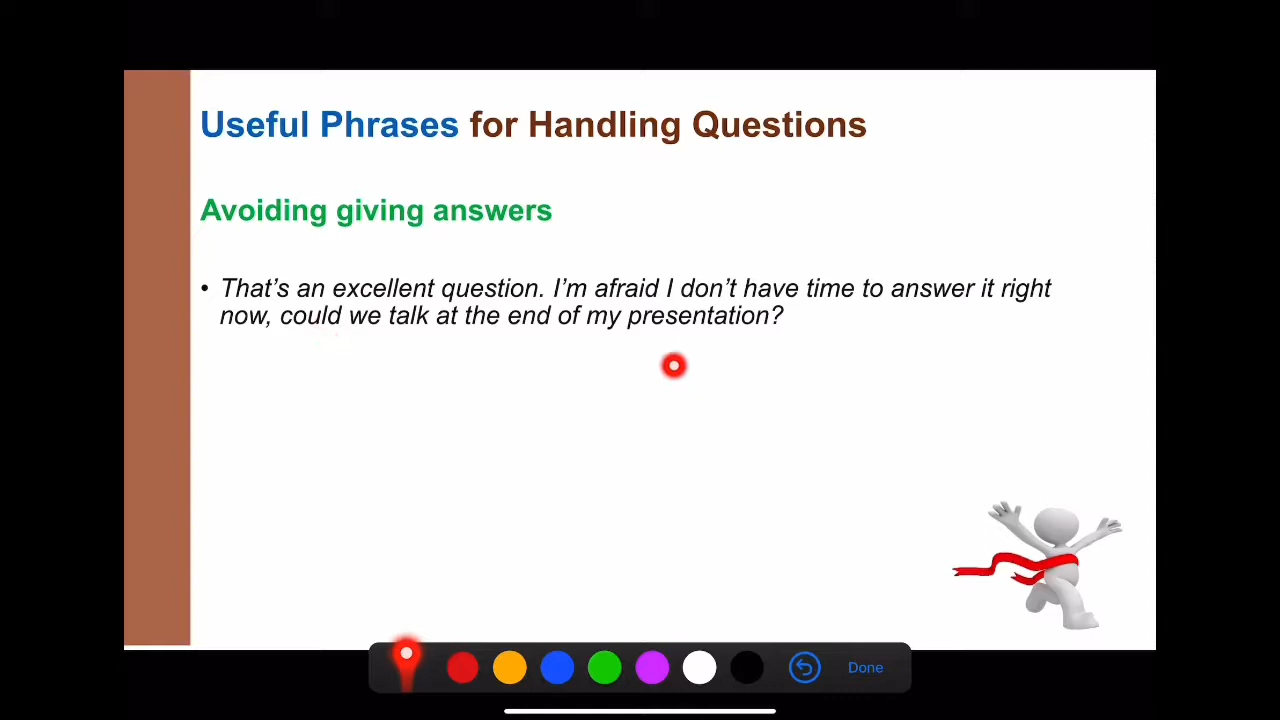 Useful Phrases for Handling Questions
Avoiding giving answers
• That’s an excellent question. I’m afraid I don’t have time to answer it right
now, could we talk at the end of my presentation?
Done